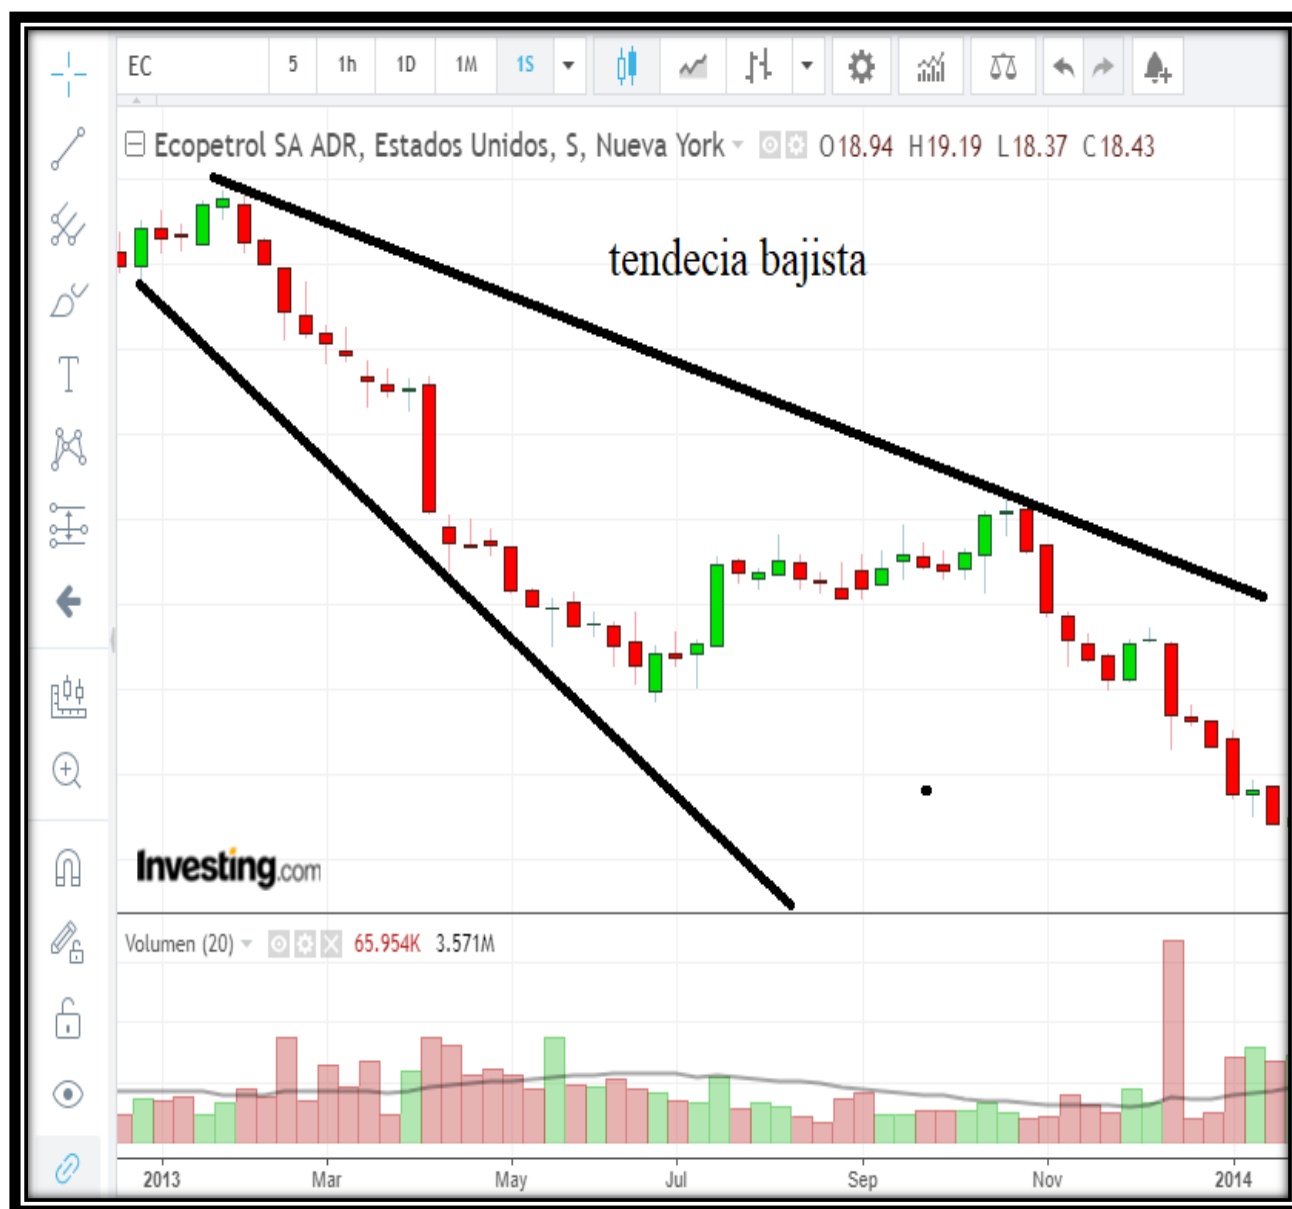 EC 5 1h 1D 1M 1S
Ecopetrol SA ADR, Estados Unidos, S, Nueva York O18.94 H19.19 L18.37 C18.43
tendecia bajista
T
Investing.com
Volumen (20) 65.954K 3.571M
2013 Mar May Jul Sep Nov 2014